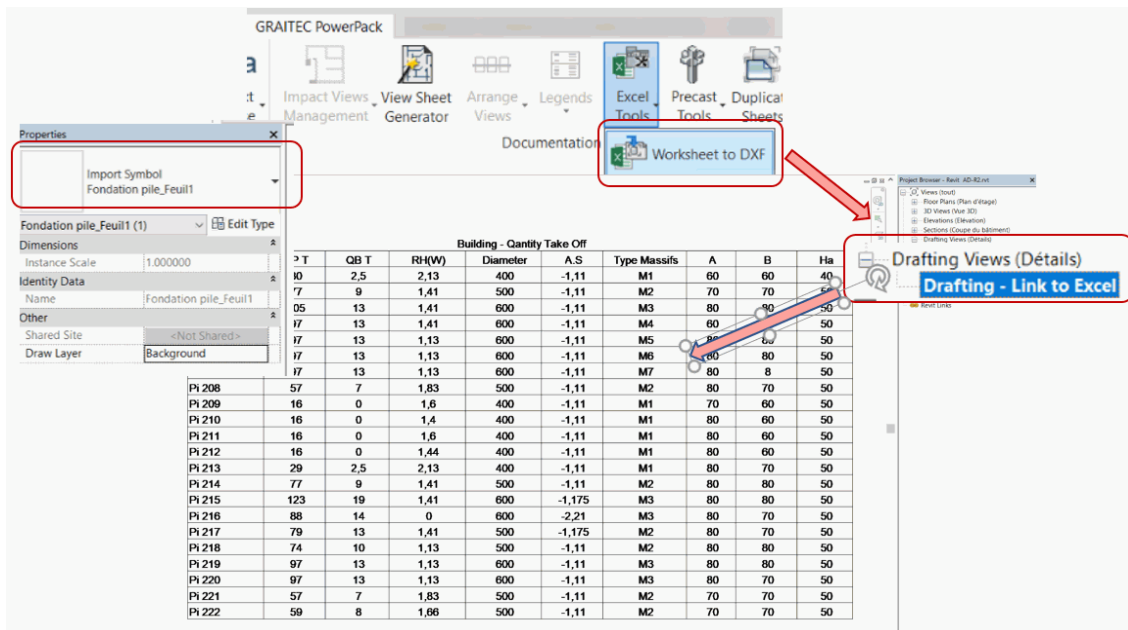 GRAITEC PowerPack
Impact Views
Management
View Sheet
Generator
Arrange
Views
Legends
Excel
Tools
Precast
Tools
Duplicat
Sheets
Documentation
Worksheet to DXF
Properties
Import Symbol
Fondation pile_Feuil1
Fondation pile_Feuil1 (1)
Edit Type
Dimensions
Instance Scale 1.000000
Identity Data
Name Fondation pile_Feuil1
Other
Shared Site <Not Shared>
Draw Layer Background
Project Browser - Revit AD-R2.rvt
Views (tout)
Floor Plans (Plan d'étage)
3D Views (Vue 3D)
Elevations (Elévation)
Sections (Coupe du bâtiment)
Drafting Views (Détails)
Drafting Views (Détails)
Drafting - Link to Excel
Revit Links
Building - Qantity Take Off
P T QB T RH(W) Diameter A.S Type Massifs A B Ha
2,5 2,13 400 -1,11 M1 60 60 40
9 1,41 500 -1,11 M2 70 70 50
13 1,41 600 -1,11 M3 80 80 50
13 1,41 600 -1,11 M4 60 50
13 1,13 600 -1,11 M5 80 50
13 1,13 600 -1,11 M6 80 80 50
13 1,13 600 -1,11 M7 80 8 50
Pi 208 57 7 1,83 500 -1,11 M2 80 70 50
Pi 209 16 0 1,6 400 -1,11 M1 70 60 50
Pi 210 16 0 1,4 400 -1,11 M1 80 60 50
Pi 211 16 0 1,6 400 -1,11 M1 80 60 50
Pi 212 16 0 1,44 400 -1,11 M1 80 60 50
Pi 213 29 2,5 2,13 400 -1,11 M1 80 70 50
Pi 214 77 9 1,41 500 -1,11 M2 80 80 50
Pi 215 123 19 1,41 600 -1,175 M3 80 80 50
Pi 216 88 14 0 600 -2,21 M3 80 70 50
Pi 217 79 13 1,41 500 -1,175 M2 80 70 50
Pi 218 74 10 1,13 500 -1,11 M2 80 80 50
Pi 219 97 13 1,13 600 -1,11 M3 80 80 50
Pi 220 97 13 1,13 600 -1,11 M3 80 70 50
Pi 221 57 7 1,83 500 -1,11 M2 70 70 50
Pi 222 59 8 1,66 500 -1,11 M2 70 70 50